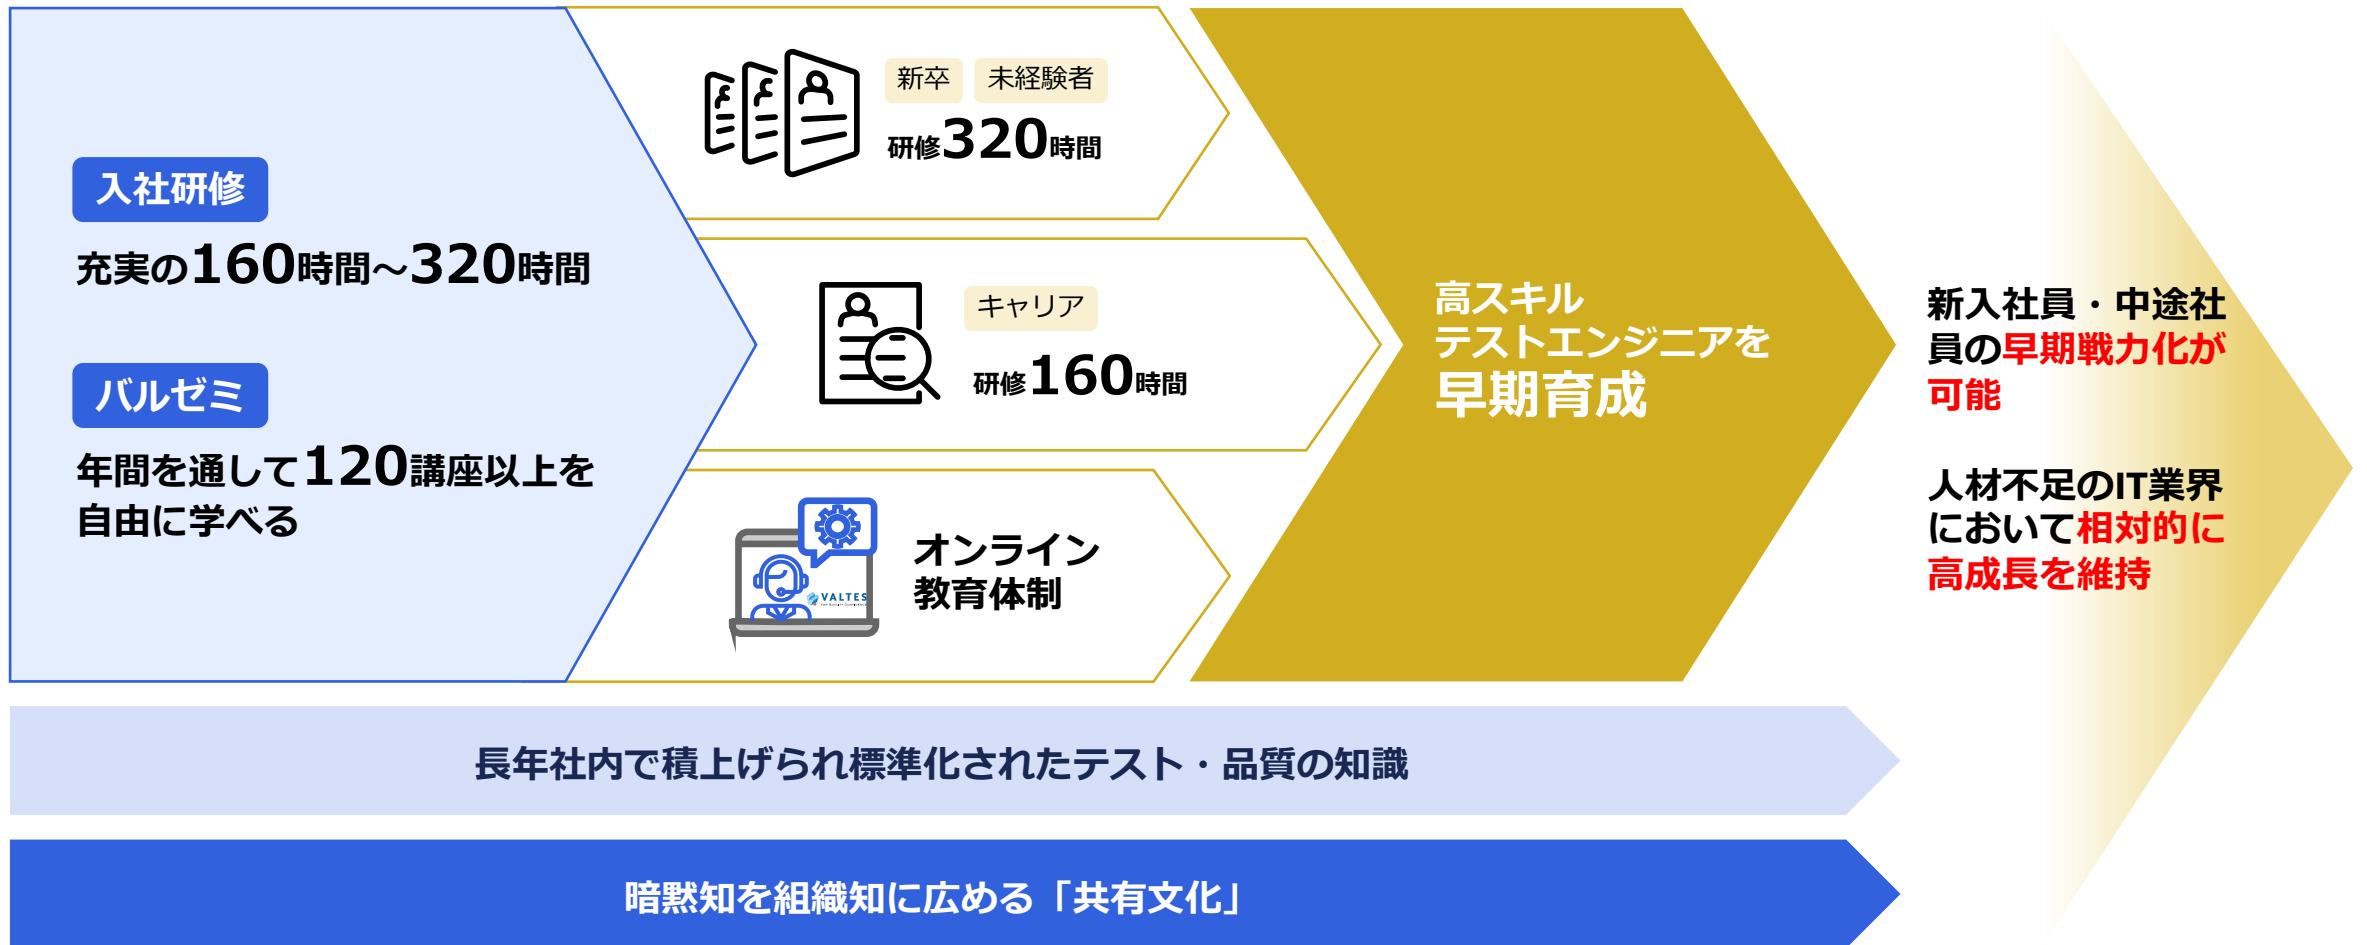 入社研修
充実の160時間～320時間
バルゼミ
年間を通して120講座以上を
自由に学べる
新卒 未経験者
研修320時間
キャリア
研修160時間
VALTES
オンライン
教育体制
高スキル
テストエンジニアを
早期育成
新入社員・中途社
員の早期戦力化が
可能
人材不足のIT業界
において相対的に
高成長を維持
長年社内で積上げられ標準化されたテスト・品質の知識
暗黙知を組織知に広める「共有文化」